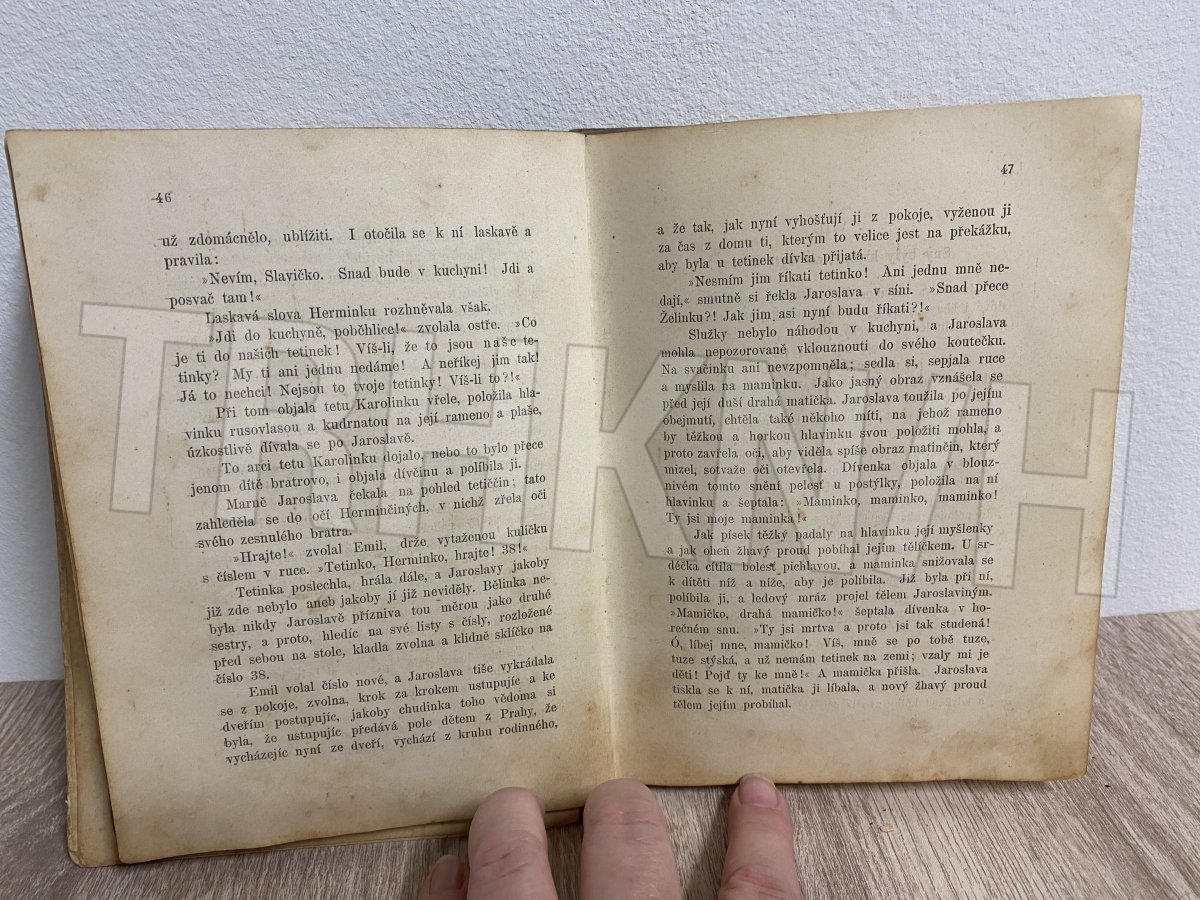 46
už zdomácnělo, ublížiti. I otočila se k ní laskavě a
pravila:
»Nevím, Slavičko. Snad bude v kuchyni! Jdi a
posvač tam!«
Laskavá slova Herminku rozhněvala však.
»Jdi do kuchyně, poběhlice!« zvolala ostře. »Co
je ti do našich tetinek! Víš-li, že to jsou naše te-
tinky? My ti ani jednu nedáme! A neříkej jim tak!
Já to nechci! Nejsou to tvoje tetinky! Víš-li to?!«
Při tom objala tetu Karolinku vřele, položila hla-
vinku rusovlasou a kudrnatou na její rameno a plaše,
úzkostlivě dívala se po Jaroslavě.
To arci tetu Karolinku dojalo, nebo to bylo přece
jenom dítě bratrovo, i objala dívčinu a políbila ji.
Marně Jaroslava čekala na pohled tetiččin; tato
zahleděla se do očí Herminčiných, v nichž zřela oči
svého zesnulého bratra.
»Hrajte!« zvolal Emil, drže vytaženou kuličku
s číslem v ruce. »Tetinko, Herminko, hrajte! 38!«
Tetinka poslechla, hrála dále, a Jaroslavy jakoby
již zde nebylo aneb jakoby jí již neviděly. Bělinka ne-
byla nikdy Jaroslavě přízniva tou měrou jako druhé
sestry, a proto, hledíc na své listy s čísly, rozložené
před sebou na stole, kladla zvolna a klidně sklíčko na
číslo 38.
Emil volal číslo nové, a Jaroslava tiše vykrádala
se z pokoje, zvolna, krok za krokem ustupujíc a ke
dveřím postupujíc, jakoby chudinka toho vědoma si
byla, že ustupujíc předává pole dětem z Prahy, že
vycházejíc nyní ze dveří, vychází z kruhu rodinného,
47
a že tak, jak nyní vyhošťují ji z pokoje, vyženou ji
za čas z domu ti, kterým to velice jest na překážku,
aby byla u tetinek dívka přijatá.
»Nesmím jim říkati tetinko! Ani jednu mně ne-
dají,« smutně si řekla Jaroslava v síni. »Snad přece
Želinku?! Jak jim asi nyní budu říkati?!«
Služky nebylo náhodou v kuchyni, a Jaroslava
mohla nepozorovaně vklouznouti do svého koutečku.
Na svačinku ani nevzpomněla; sedla si, sepjala ruce
a myslila na maminku. Jako jasný obraz vznášela se
před její duší drahá matička. Jaroslava toužila po jejím
obejmutí, chtěla také někoho míti, na jehož rameno
by těžkou a horkou hlavinku svou položiti mohla, a
proto zavřela oči, aby viděla spíše obraz matinčin, který
mizel, sotvaže oči otevřela. Dívenka objala v blouz-
nivém tomto snění pelesť u postýlky, položila na ní
hlavinku a šeptala: »Maminko, maminko, maminko!
Ty jsi moje maminka!«
Jak písek těžký padaly na hlavinku její myšlenky
a jak oheň žhavý proud pobíhal jejím tělíčkem. U sr-
déčka cítila bolesť pichlavou, a maminka snižovala se
k dítěti níž a níže, aby je políbila. Již byla při ní,
políbila ji, a ledový mráz projel tělem Jaroslaviným.
»Mamičko, drahá mamičko!« šeptala dívenka v ho-
rečném snu. »Ty jsi mrtva a proto jsi tak studená!
Ó, líbej mne, mamičko! Víš, mně se po tobě tuze,
tuze stýská, a už nemám tetinek na zemi; vzaly mi je
děti! Pojď ty ke mně!« A mamička přišla. Jaroslava
tiskla se k ní, matička ji líbala, a nový žhavý proud
tělem jejím probíhal.
TRHKNIH